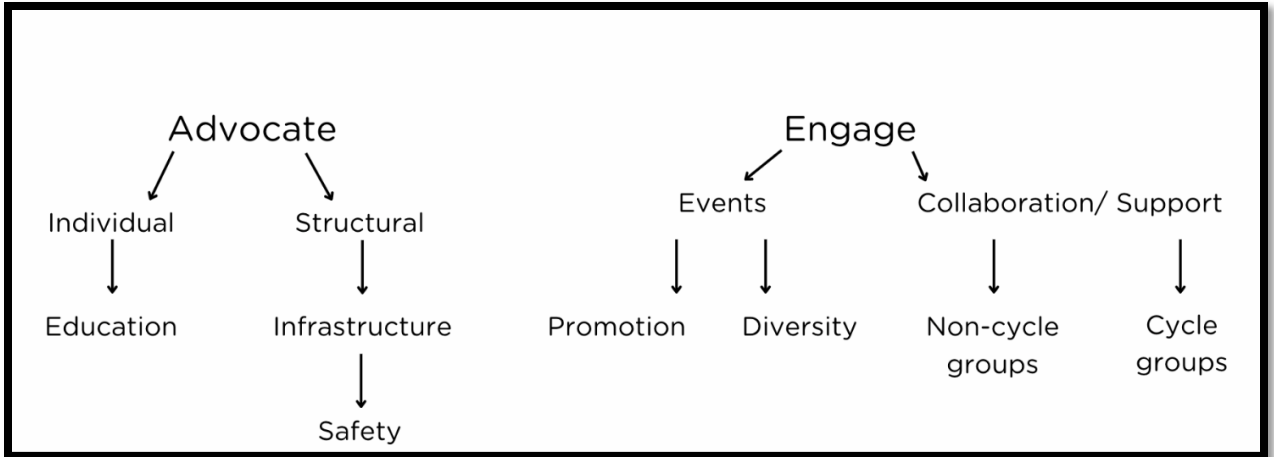 Advocate
Engage
Events
Collaboration/ Support
Individual
Structural
Education
Infrastructure
Promotion
Diversity
Non-cycle
groups
Cycle
groups
Safety